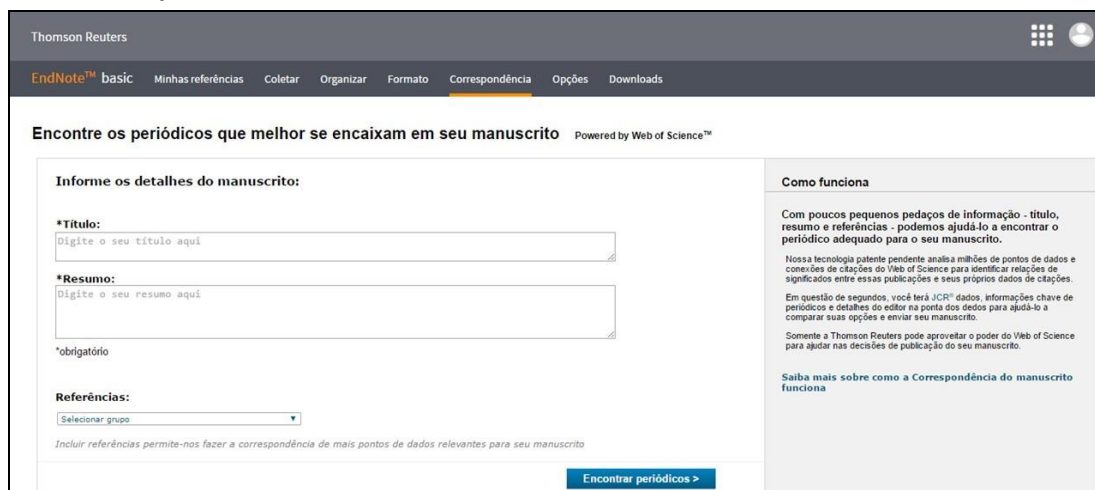 Thomson Reuters
EndNote™ basic Minhas referências Coletar Organizar Formato Correspondência Opções Downloads
Encontre os periódicos que melhor se encaixam em seu manuscrito Powered by Web of Science™
Informe os detalhes do manuscrito:
*Título:
Digite o seu título aqui
*Resumo:
Digite o seu resumo aqui
*obrigatório
Referências:
Selecionar grupo
Incluir referências permite-nos fazer a correspondência de mais pontos de dados relevantes para seu manuscrito
Encontrar periódicos >
Como funciona
Com poucos pequenos pedaços de informação - título,
resumo e referências - podemos ajudá-lo a encontrar o
periódico adequado para o seu manuscrito.
Nossa tecnologia patente pendente analisa milhões de pontos de dados e
conexões de citações do Web of Science para identificar relações de
significados entre essas publicações e seus próprios dados de citações.
Em questão de segundos, você terá JCR® dados, informações chave de
periódicos e detalhes do editor na ponta dos dedos para ajudá-lo a
comparar suas opções e enviar seu manuscrito.
Somente a Thomson Reuters pode aproveitar o poder do Web of Science
para ajudar nas decisões de publicação do seu manuscrito.
Saiba mais sobre como a Correspondência do manuscrito
funciona